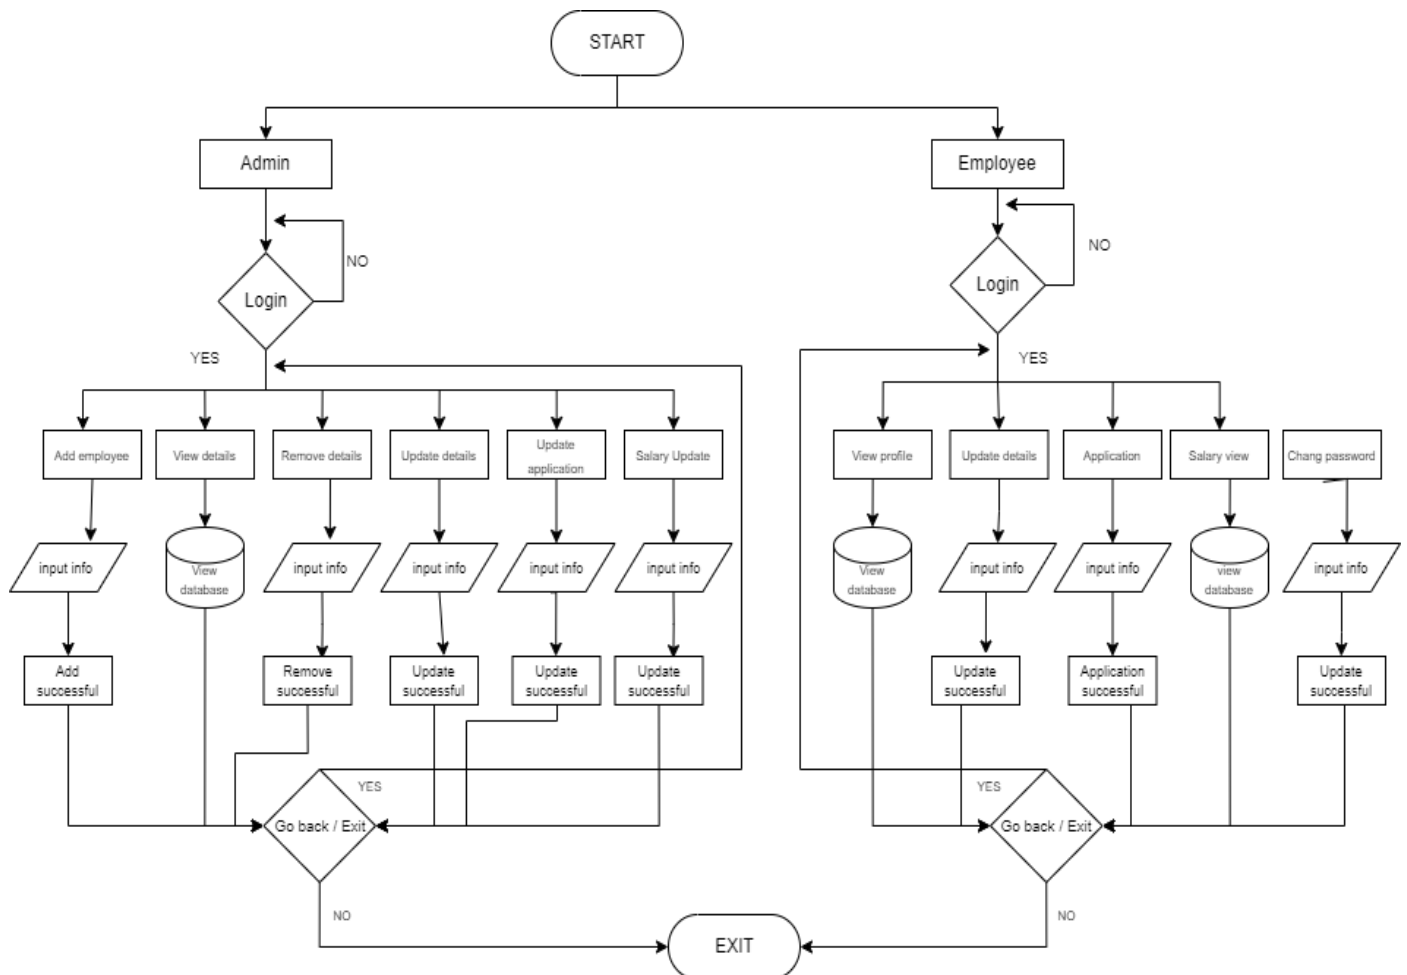 START
Admin
Employee
NO
NO
Login
Login
YES
YES
Add employee
View details
Remove details
Update details
Update
application
Salary Update
View profile
Update details
Application
Salary view
Chang password
input info
View
database
input info
input info
input info
input info
View
database
input info
input info
view
database
input info
Add
successful
Remove
successful
Update
successful
Update
successful
Update
successful
Update
successful
Application
successful
Update
successful
YES
YES
Go back / Exit
Go back / Exit
NO
NO
EXIT